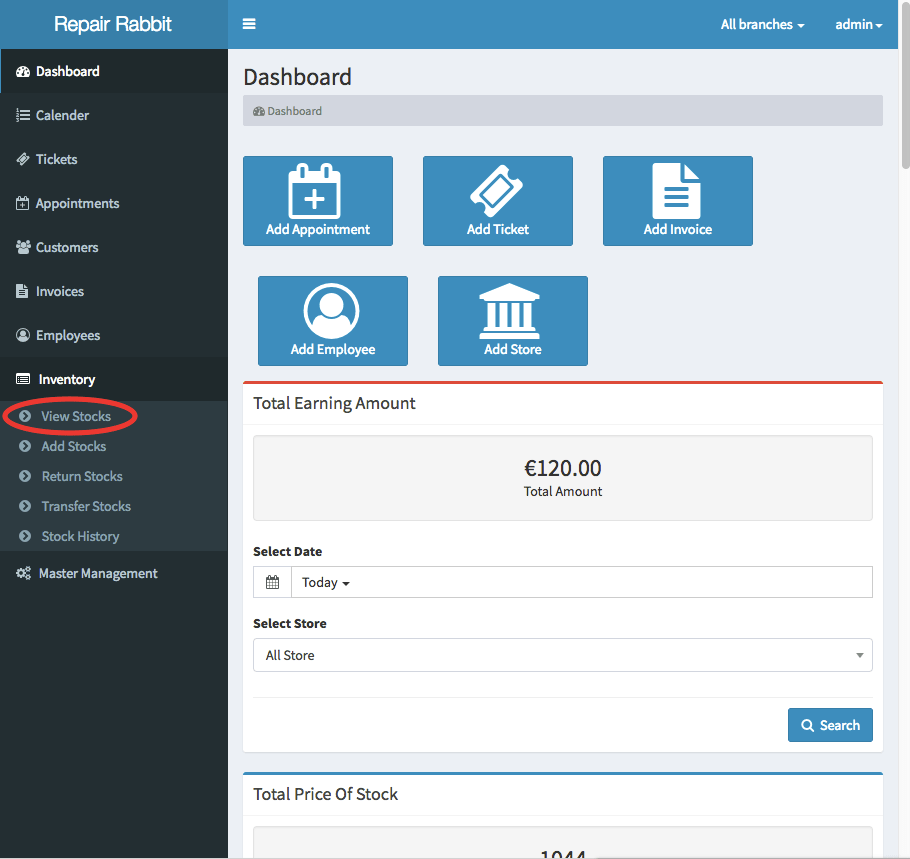 Repair Rabbit
All branches
admin
Dashboard
Calender
Tickets
Appointments
Customers
Invoices
Employees
Inventory
View Stocks
Add Stocks
Return Stocks
Transfer Stocks
Stock History
Master Management
Dashboard
Dashboard
Add Appointment
Add Ticket
Add Invoice
Add Employee
Add Store
Total Earning Amount
€120.00
Total Amount
Select Date
Today
Select Store
All Store
Search
Total Price Of Stock
1044